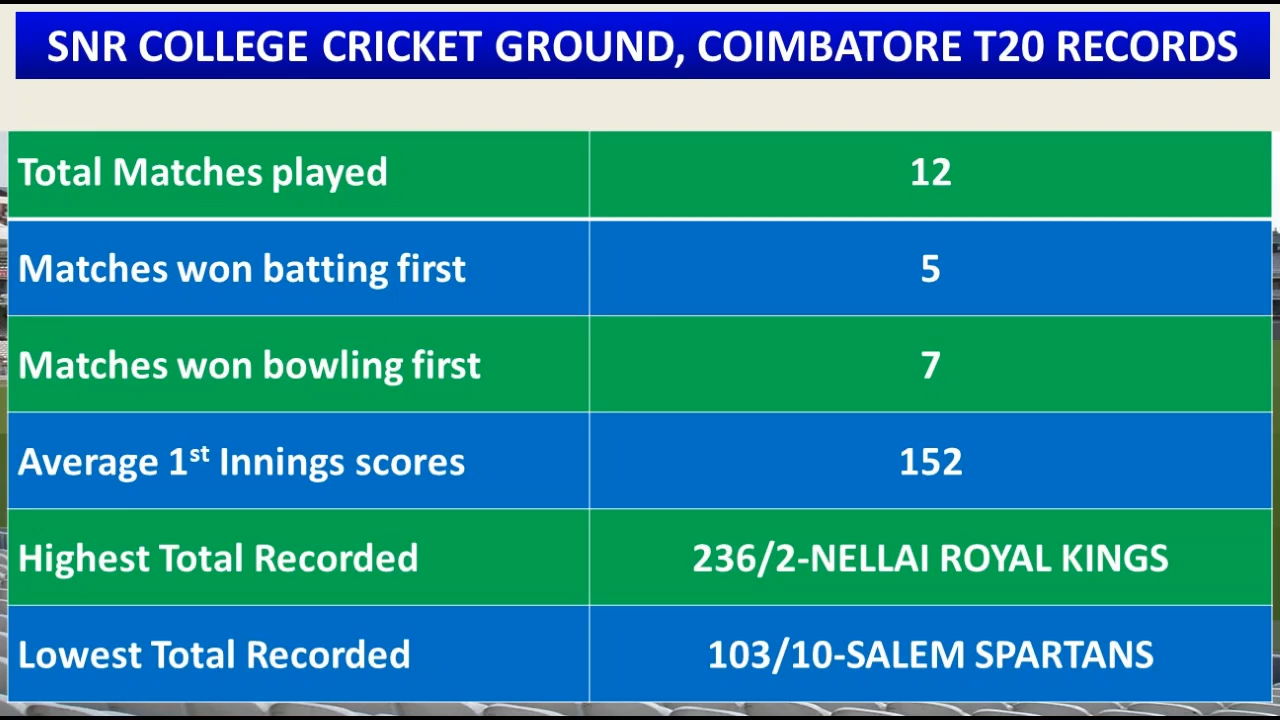 SNR COLLEGE CRICKET GROUND, COIMBATORE T20 RECORDS
Total Matches played 12
Matches won batting first 5
Matches won bowling first 7
Average 1st Innings scores 152
Highest Total Recorded 236/2-NELLAI ROYAL KINGS
Lowest Total Recorded 103/10-SALEM SPARTANS